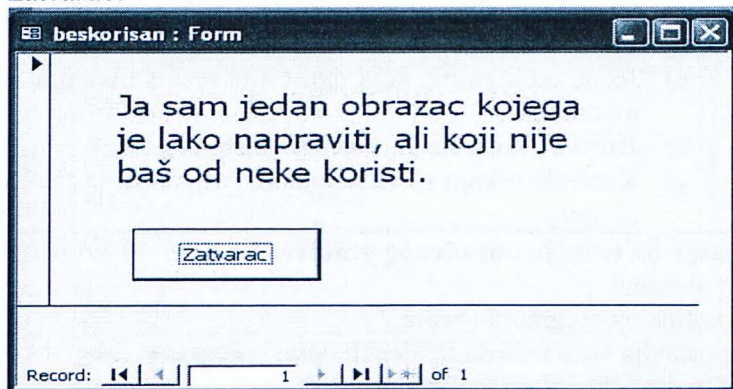 beskorisan : Form
Ja sam jedan obrazac kojega
je lako napraviti, ali koji nije
baš od neke koristi.
Zatvarac
Record: 1 of 1